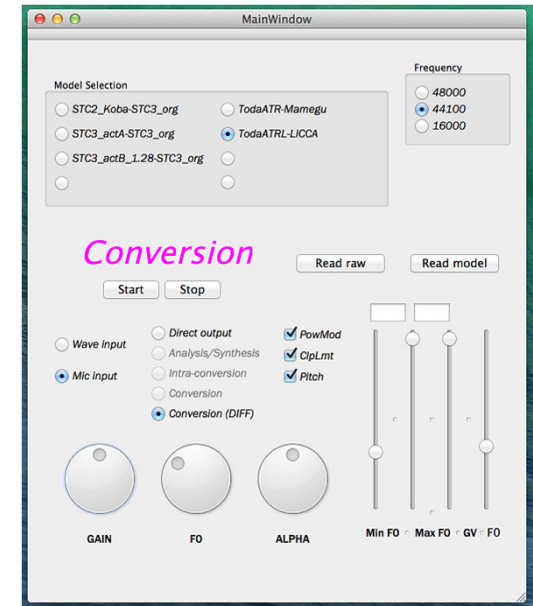 MainWindow
Frequency
48000
44100
16000
Model Selection
STC2_Koba-STC3_org
TodaATR-Mamegu
STC3_actA-STC3_org
TodaATRL-LICCA
STC3_actB_1.28-STC3_org
Conversion
Read raw
Read model
Start
Stop
Direct output
PowMod
Wave input
Analysis/Synthesis
ClpLmt
Mic input
Intra-conversion
Pitch
Conversion
Conversion (DIFF)
GAIN
F0
ALPHA
Min F0
Max F0
GV
F0